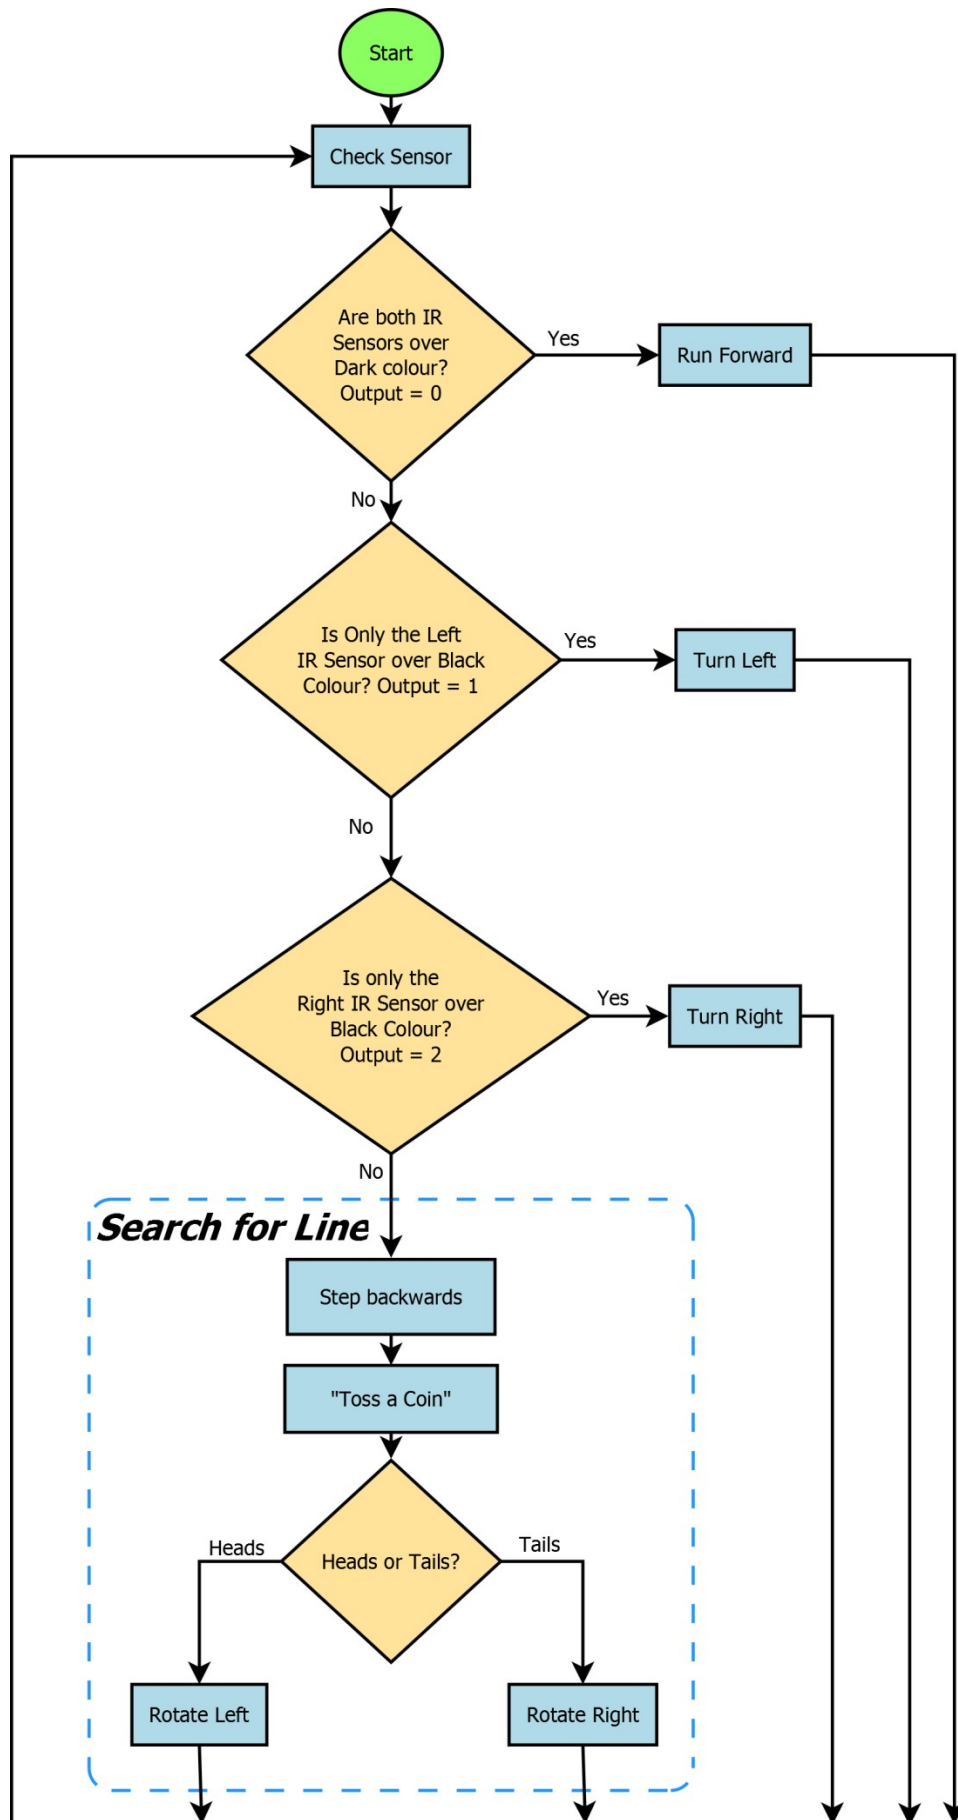 Start
Check Sensor
Are both IR
Sensors over
Dark colour?
Output = 0
Yes
Run Forward
No
Is Only the Left
IR Sensor over Black
Colour? Output = 1
Yes
Turn Left
No
Is only the
Right IR Sensor over
Black Colour?
Output = 2
Yes
Turn Right
No
Search for Line
Step backwards
"Toss a Coin"
Heads or Tails?
Heads
Tails
Rotate Left
Rotate Right